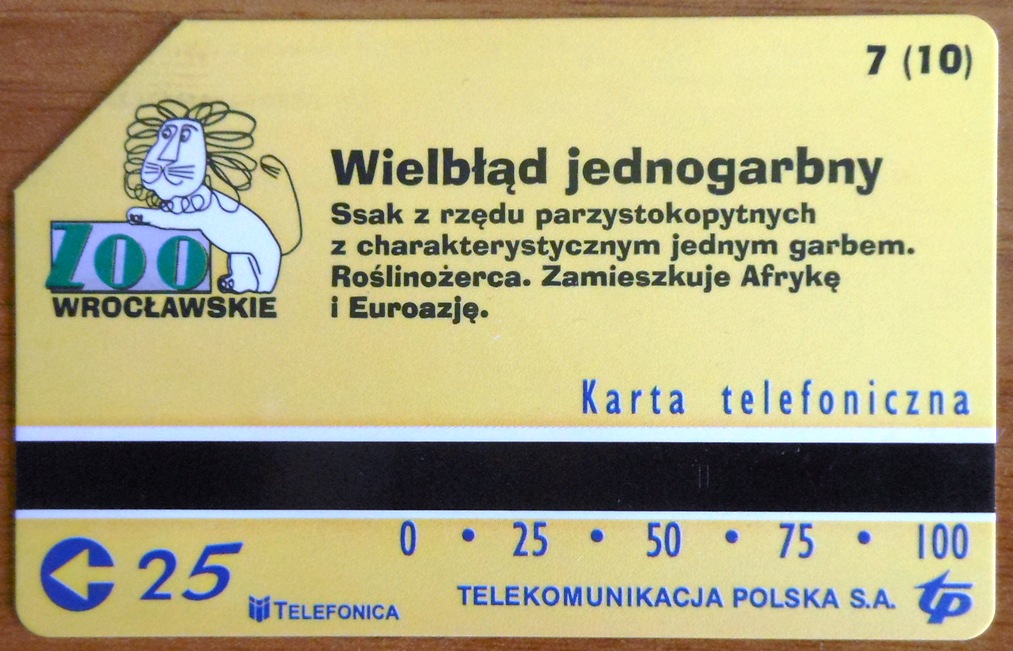 7 (10)
Wielbłąd jednogarbny
Ssak z rzędu parzystokopytnych
z charakterystycznym jednym garbem.
Roślinożerca. Zamieszkuje Afrykę
i Euroazję.
ZOO
WROCŁAWSKIE
Karta telefoniczna
0 • 25 • 50 • 75 • 100
25
TELEFONICA
TELEKOMUNIKACJA POLSKA S.A.
tp